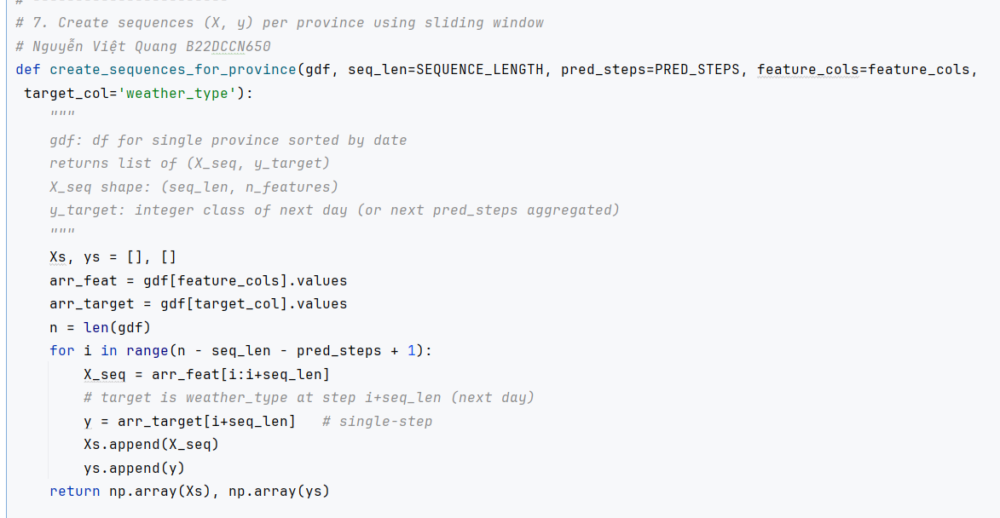 # -----------------------
# 7. Create sequences (X, y) per province using sliding window
# Nguyễn Việt Quang B22DCCN650
def create_sequences_for_province(gdf, seq_len=SEQUENCE_LENGTH, pred_steps=PRED_STEPS, feature_cols=feature_cols,
 target_col='weather_type'):
    """
    gdf: df for single province sorted by date
    returns list of (X_seq, y_target)
    X_seq shape: (seq_len, n_features)
    y_target: integer class of next day (or next pred_steps aggregated)
    """
    Xs, ys = [], []
    arr_feat = gdf[feature_cols].values
    arr_target = gdf[target_col].values
    n = len(gdf)
    for i in range(n - seq_len - pred_steps + 1):
        X_seq = arr_feat[i:i+seq_len]
        # target is weather_type at step i+seq_len (next day)
        y = arr_target[i+seq_len]   # single-step
        Xs.append(X_seq)
        ys.append(y)
    return np.array(Xs), np.array(ys)